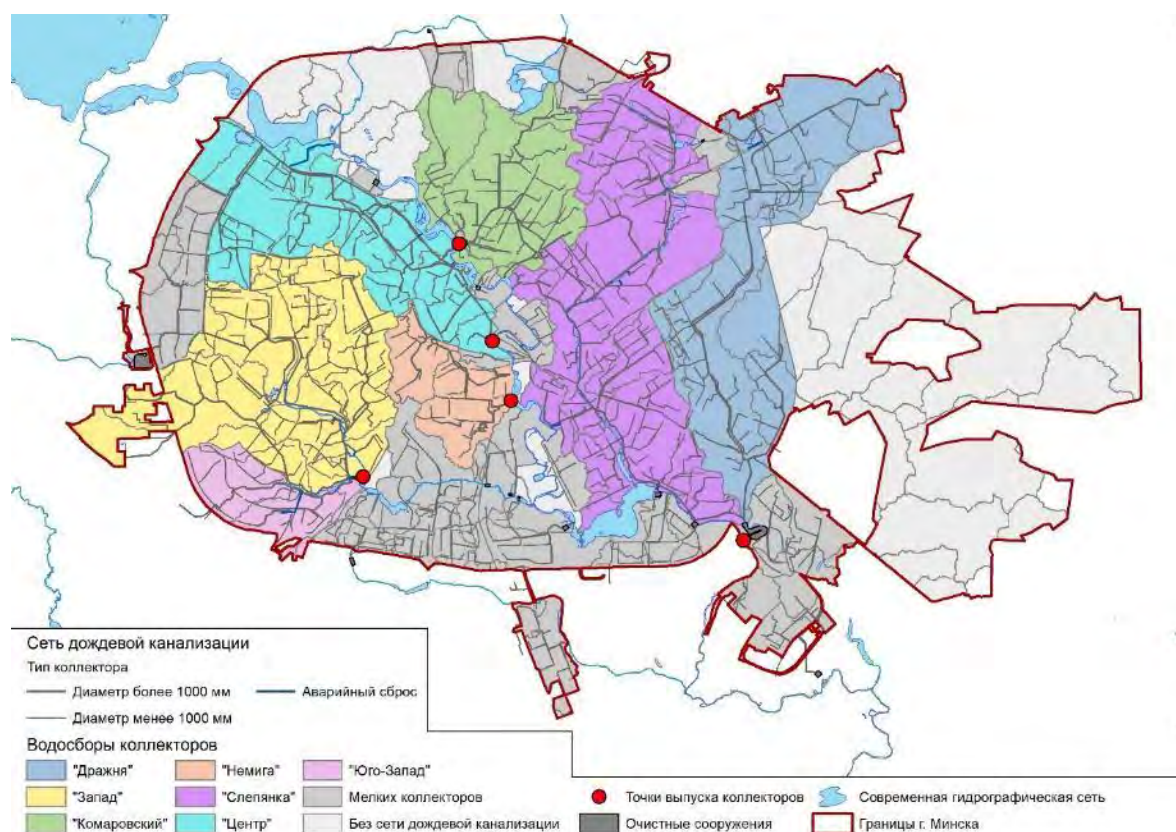 Сеть дождевой канализации
Тип коллектора
Диаметр более 1000 мм Аварийный сброс
Диаметр менее 1000 мм
Водосборы коллекторов
"Дражня" "Немига" "Юго-Запад"
"Запад" "Слепянка" Мелких коллекторов Точки выпуска коллекторов Современная гидрографическая сеть
"Комаровский" "Центр" Без сети дождевой канализации Очистные сооружения Границы г. Минска